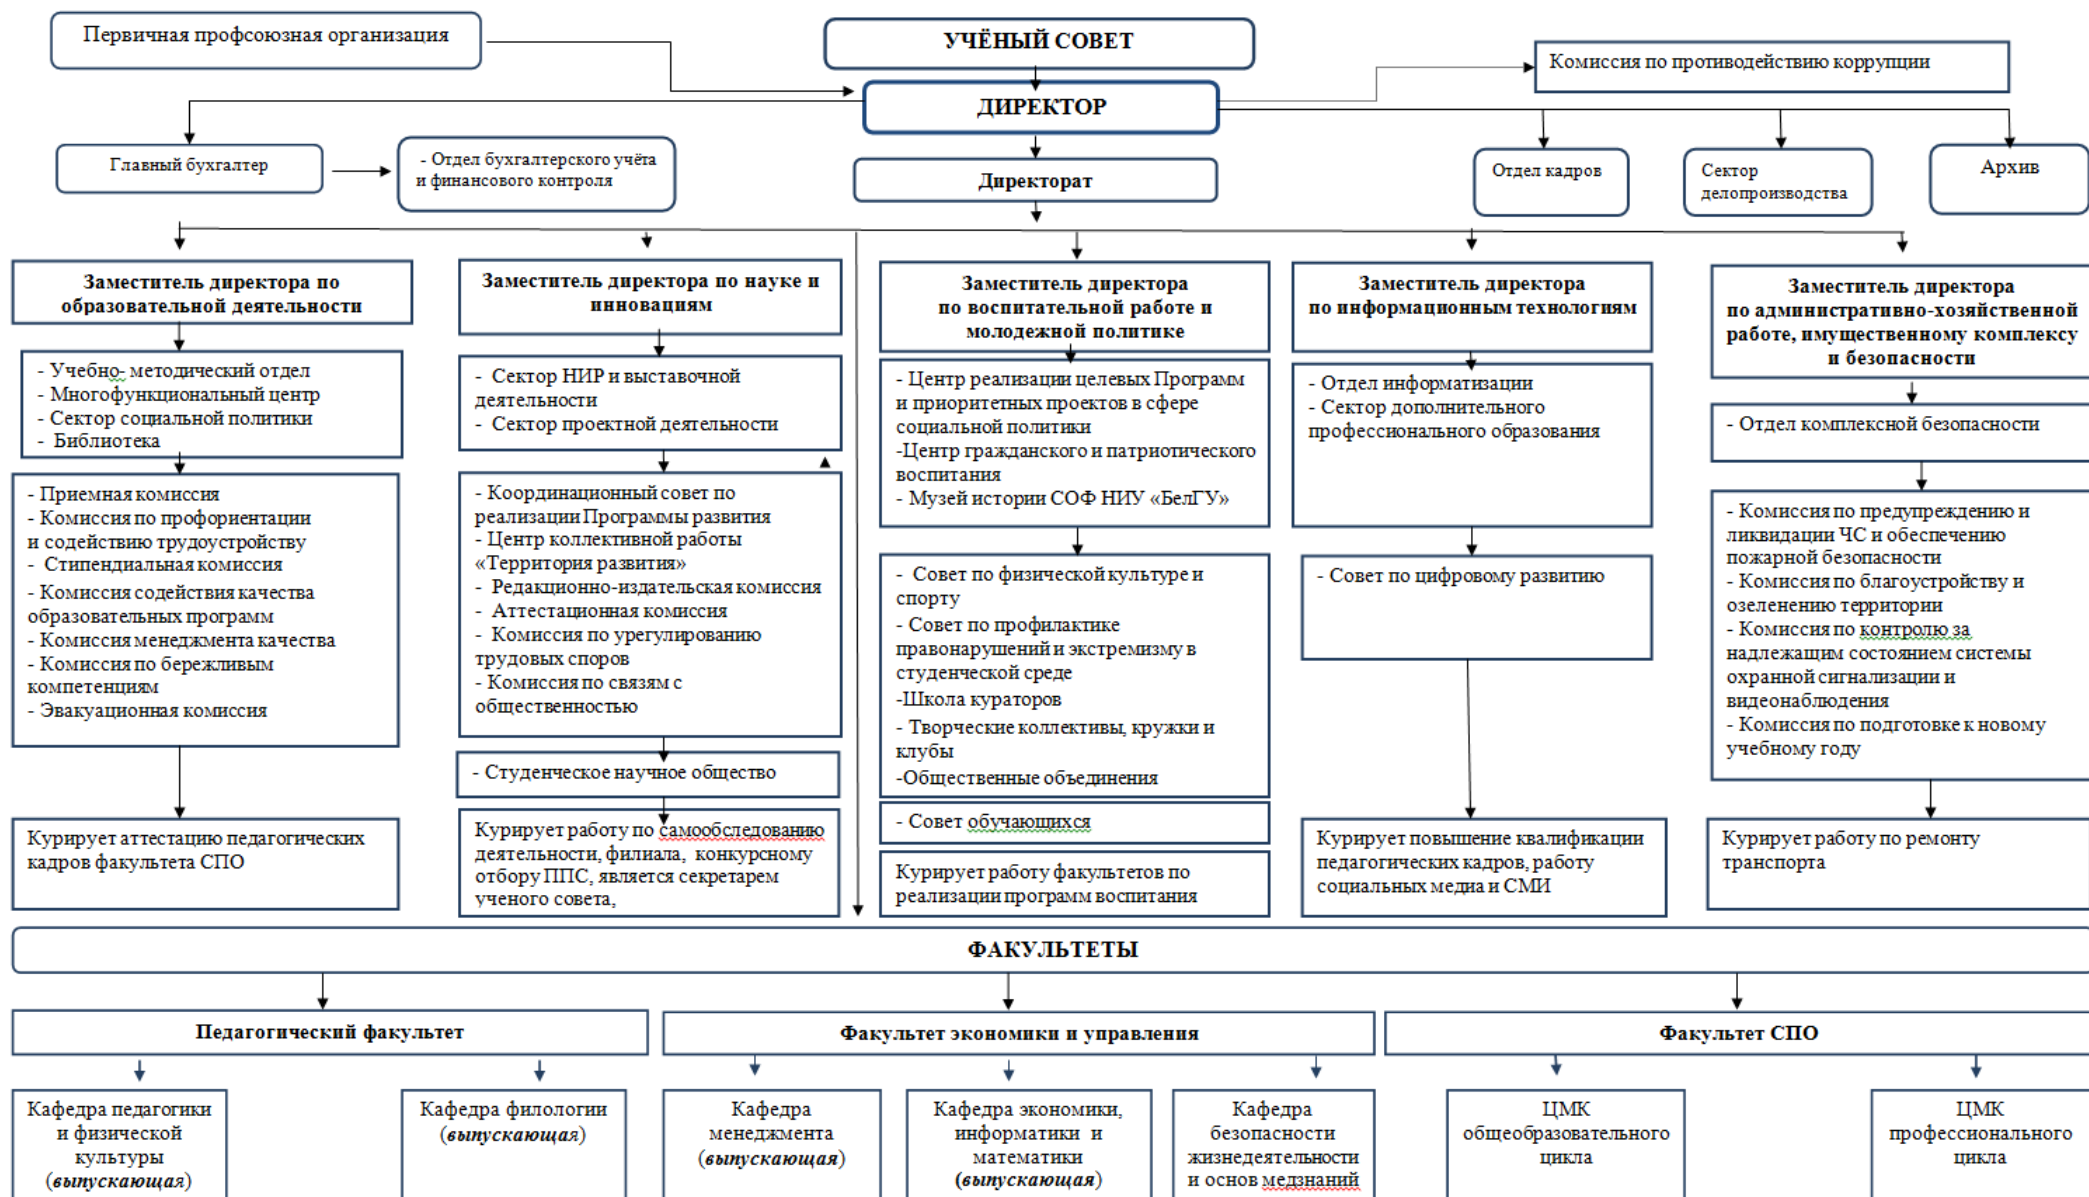 Первичная профсоюзная организация
УЧЁНЫЙ СОВЕТ
Комиссия по противодействию коррупции
ДИРЕКТОР
Главный бухгалтер
- Отдел бухгалтерского учёта
и финансового контроля
Директорат
Отдел кадров
Сектор
делопроизводства
Архив
Заместитель директора по
образовательной деятельности
- Учебно- методический отдел
- Многофункциональный центр
- Сектор социальной политики
- Библиотека
- Приемная комиссия
- Комиссия по профориентации
и содействию трудоустройству
- Стипендиальная комиссия
- Комиссия содействия качества
образовательных программ
- Комиссия менеджмента качества
- Комиссия по бережливым
компетенциям
- Эвакуационная комиссия
Курирует аттестацию педагогических
кадров факультета СПО
Заместитель директора по науке и
инновациям
- Сектор НИР и выставочной
деятельности
- Сектор проектной деятельности
- Координационный совет по
реализации Программы развития
- Центр коллективной работы
«Территория развития»
- Редакционно-издательская комиссия
- Аттестационная комиссия
- Комиссия по урегулированию
трудовых споров
- Комиссия по связям с
общественностью
- Студенческое научное общество
Курирует работу по самообследованию
деятельности, филиала, конкурсному
отбору ППС, является секретарем
ученого совета,
Заместитель директора
по воспитательной работе и
молодежной политике
- Центр реализации целевых Программ
и приоритетных проектов в сфере
социальной политики
-Центр гражданского и патриотического
воспитания
- Музей истории СОФ НИУ «БелГУ»
- Совет по физической культуре и
спорту
- Совет по профилактике
правонарушений и экстремизму в
студенческой среде
-Школа кураторов
- Творческие коллективы, кружки и
клубы
-Общественные объединения
- Совет обучающихся
Курирует работу факультетов по
реализации программ воспитания
Заместитель директора
по информационным технологиям
- Отдел информатизации
- Сектор дополнительного
профессионального образования
- Совет по цифровому развитию
Курирует повышение квалификации
педагогических кадров, работу
социальных медиа и СМИ
Заместитель директора
по административно-хозяйственной
работе, имущественному комплексу
и безопасности
- Отдел комплексной безопасности
- Комиссия по предупреждению и
ликвидации ЧС и обеспечению
пожарной безопасности
- Комиссия по благоустройству и
озеленению территории
- Комиссия по контролю за
надлежащим состоянием системы
охранной сигнализации и
видеонаблюдения
- Комиссия по подготовке к новому
учебному году
Курирует работу по ремонту
транспорта
ФАКУЛЬТЕТЫ
Педагогический факультет
Факультет экономики и управления
Факультет СПО
Кафедра педагогики
и физической
культуры
(выпускающая)
Кафедра филологии
(выпускающая)
Кафедра
менеджмента
(выпускающая)
Кафедра экономики,
информатики и
математики
(выпускающая)
Кафедра
безопасности
жизнедеятельности
и основ медзнаний
ЦМК
общеобразовательного
цикла
ЦМК
профессионального
цикла